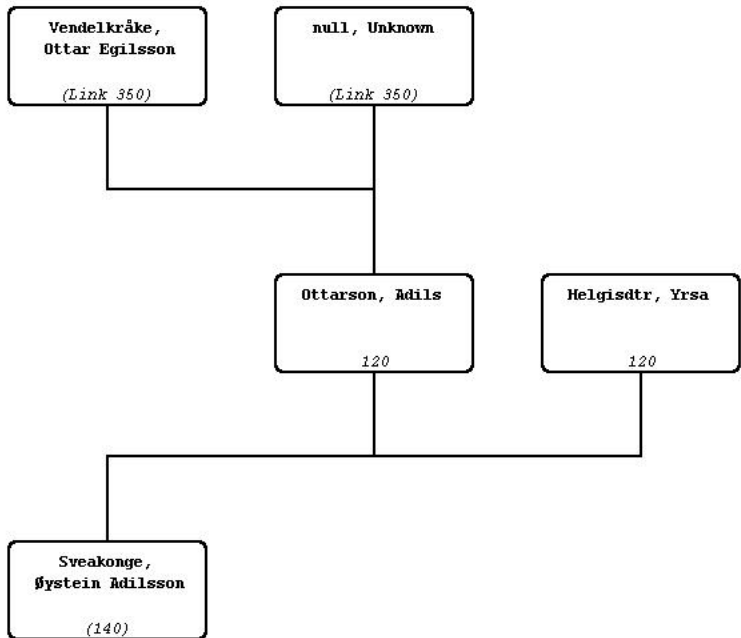 Vendelkråke,
Ottar Egilsson
(Link 350)
null, Unknown
(Link 350)
Ottarson, Adils
120
Helgisdtr, Yrsa
120
Sveakonge,
Øystein Adilsson
(140)